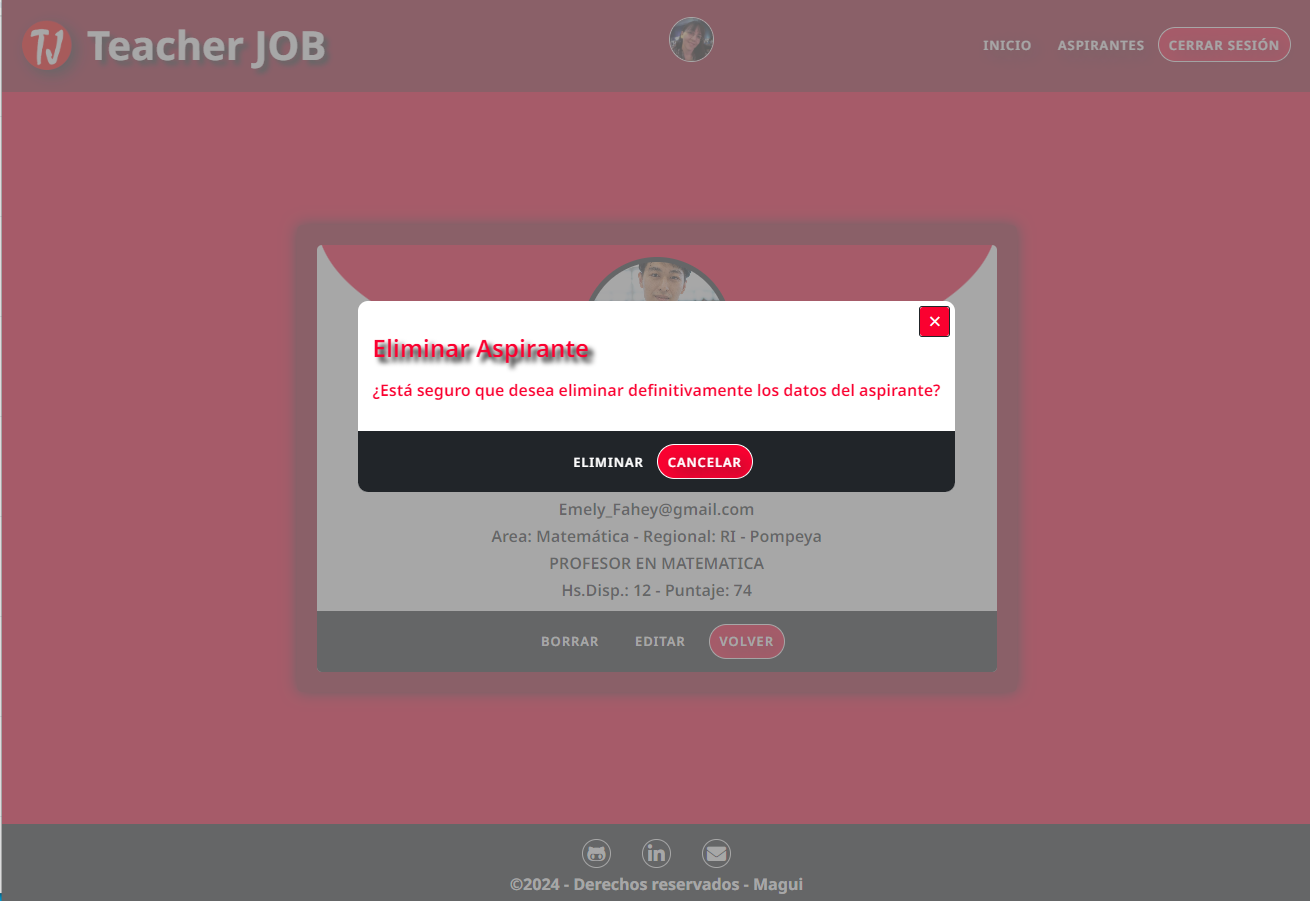 TJ Teacher JOB
INICIO ASPIRANTES CERRAR SESIÓN
×
Eliminar Aspirante
¿Está seguro que desea eliminar definitivamente los datos del aspirante?
ELIMINAR CANCELAR
Emely_Fahey@gmail.com
Area: Matemática - Regional: RI - Pompeya
PROFESOR EN MATEMATICA
Hs.Disp.: 12 - Puntaje: 74
BORRAR EDITAR VOLVER
in
©2024 - Derechos reservados - Magui